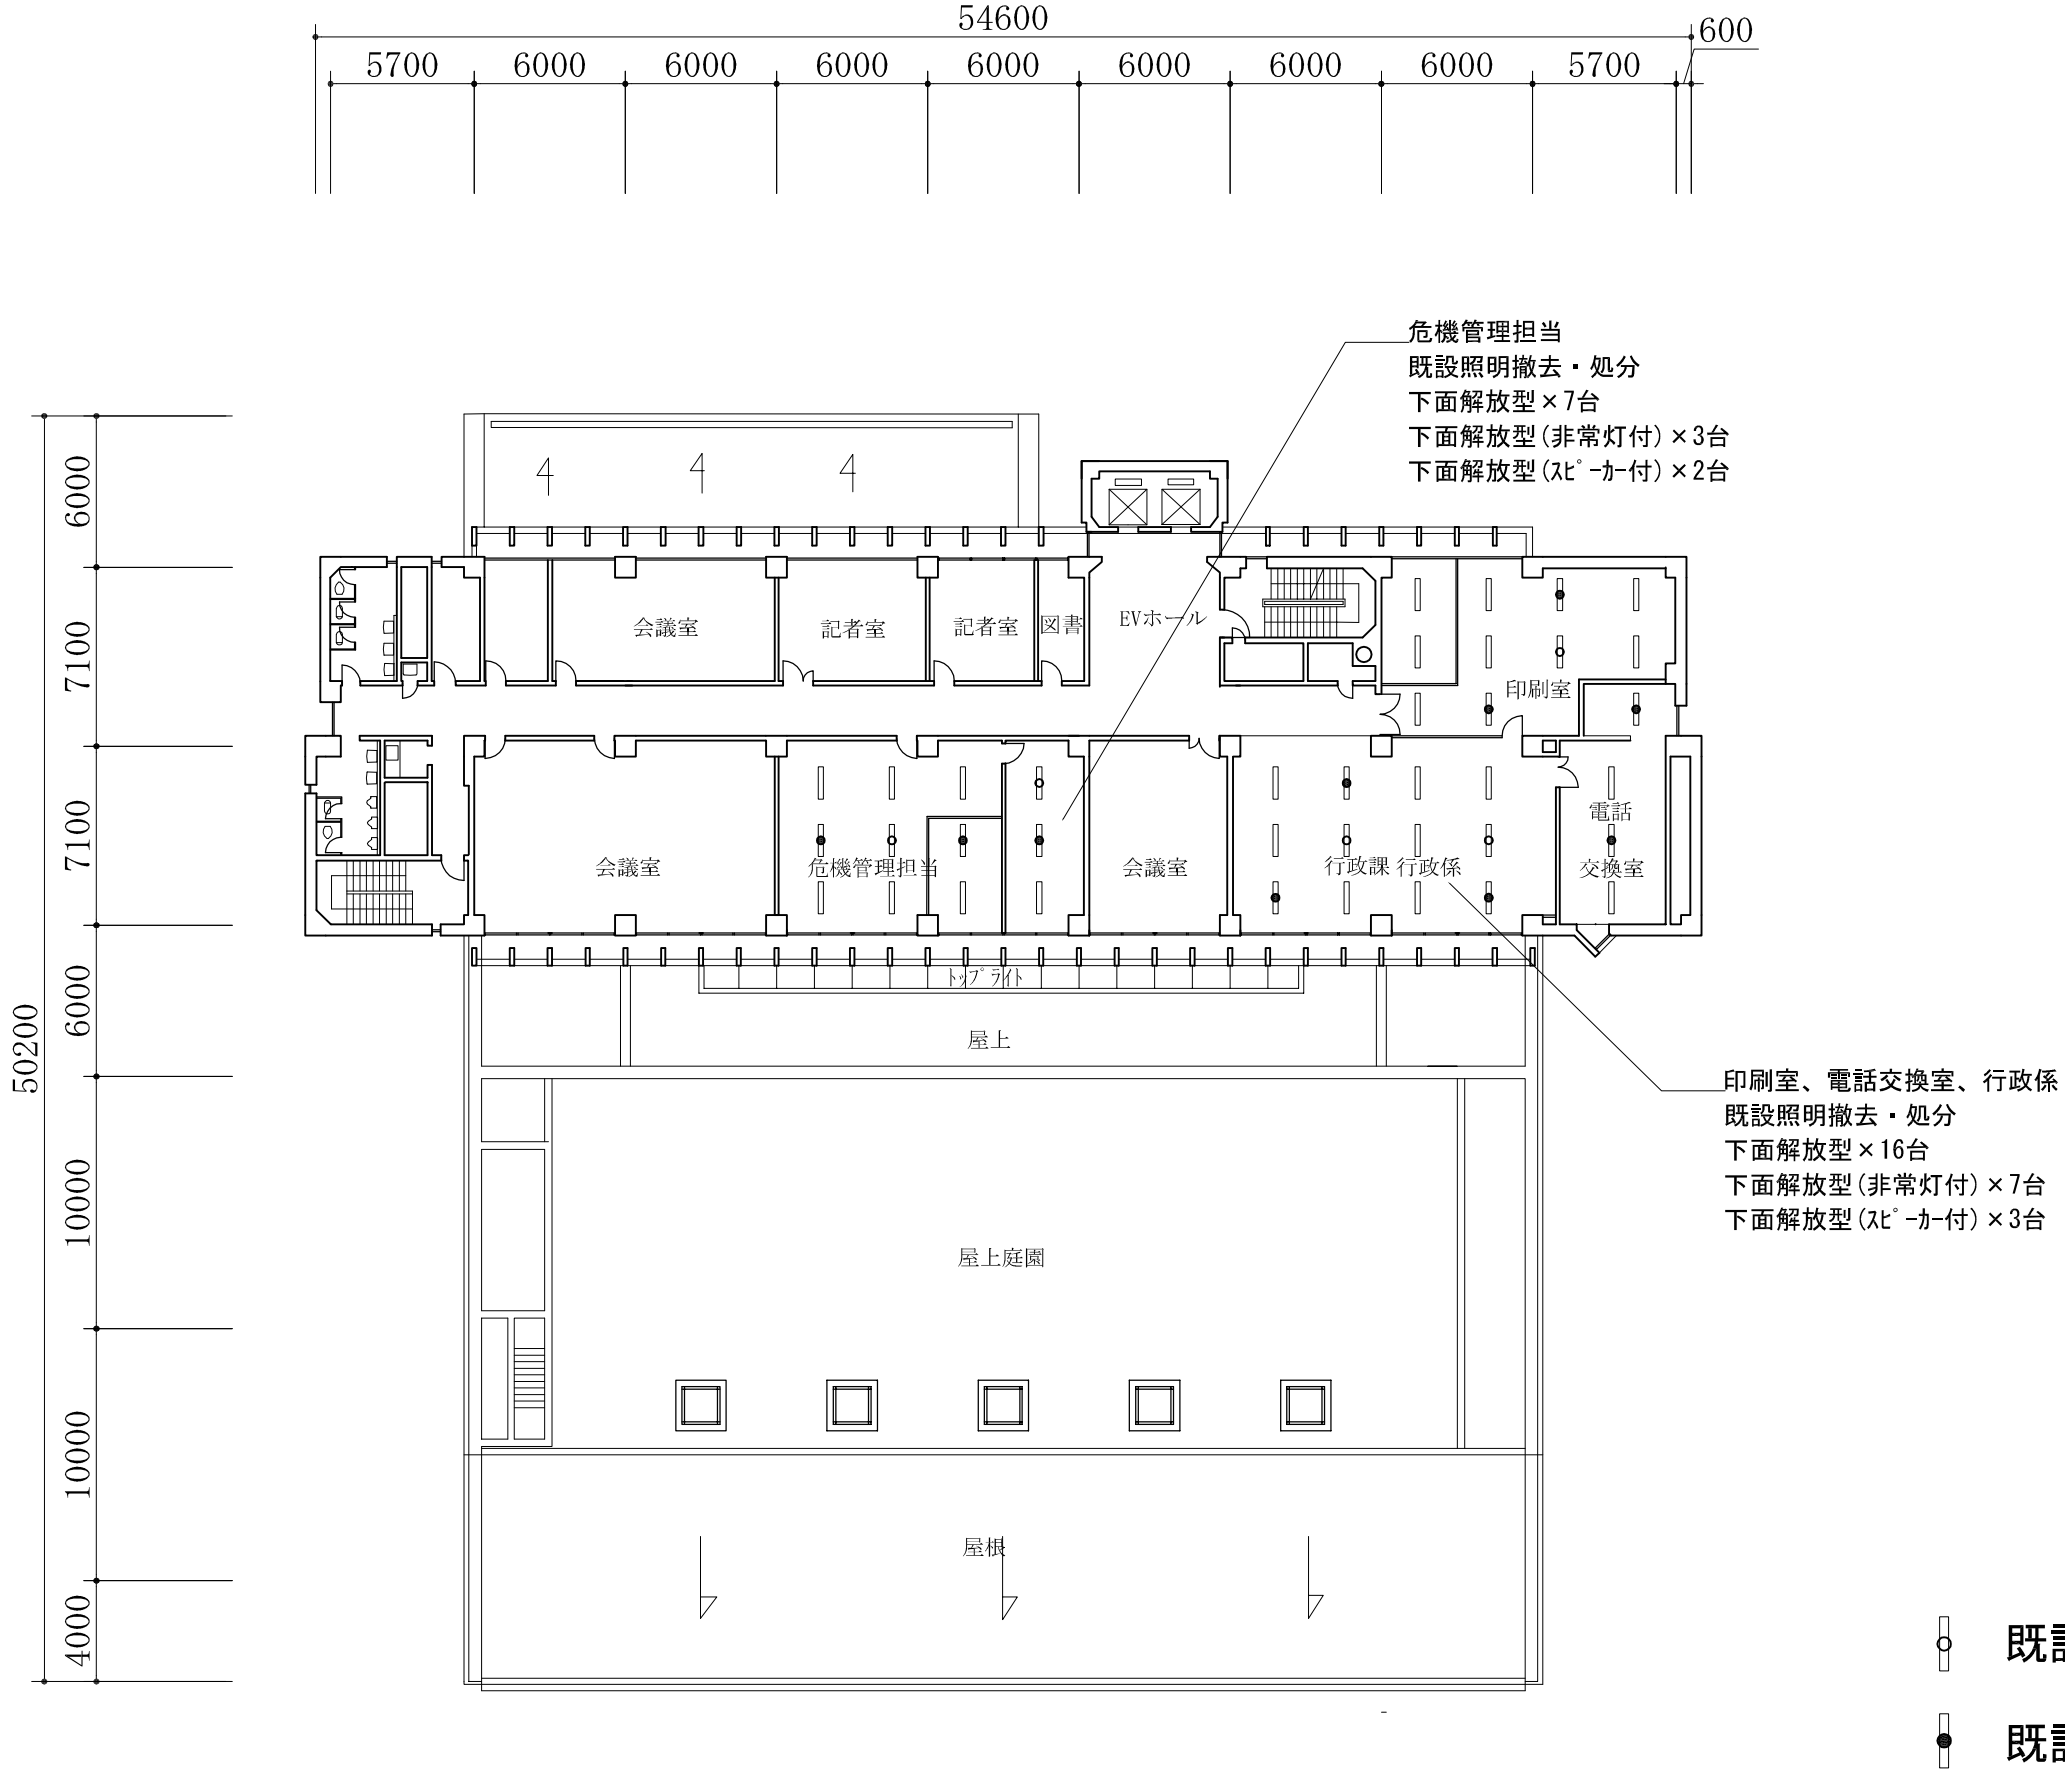 54600
600
5700 6000 6000 6000 6000 6000 6000 6000 5700
危機管理担当
既設照明撤去・処分
下面解放型×7台
下面解放型(非常灯付)×3台
下面解放型(ｽﾋﾟｰｶｰ付)×2台
6000
7100
7100
6000
10000
10000
4000
50200
会議室
記者室
記者室
図書
EVホール
印刷室
会議室
危機管理担当
会議室
行政課 行政係
電話
交換室
ﾄｯﾌﾟﾗｲﾄ
屋上
印刷室、電話交換室、行政係
既設照明撤去・処分
下面解放型×16台
下面解放型(非常灯付)×7台
下面解放型(ｽﾋﾟｰｶｰ付)×3台
屋上庭園
屋根
既
既